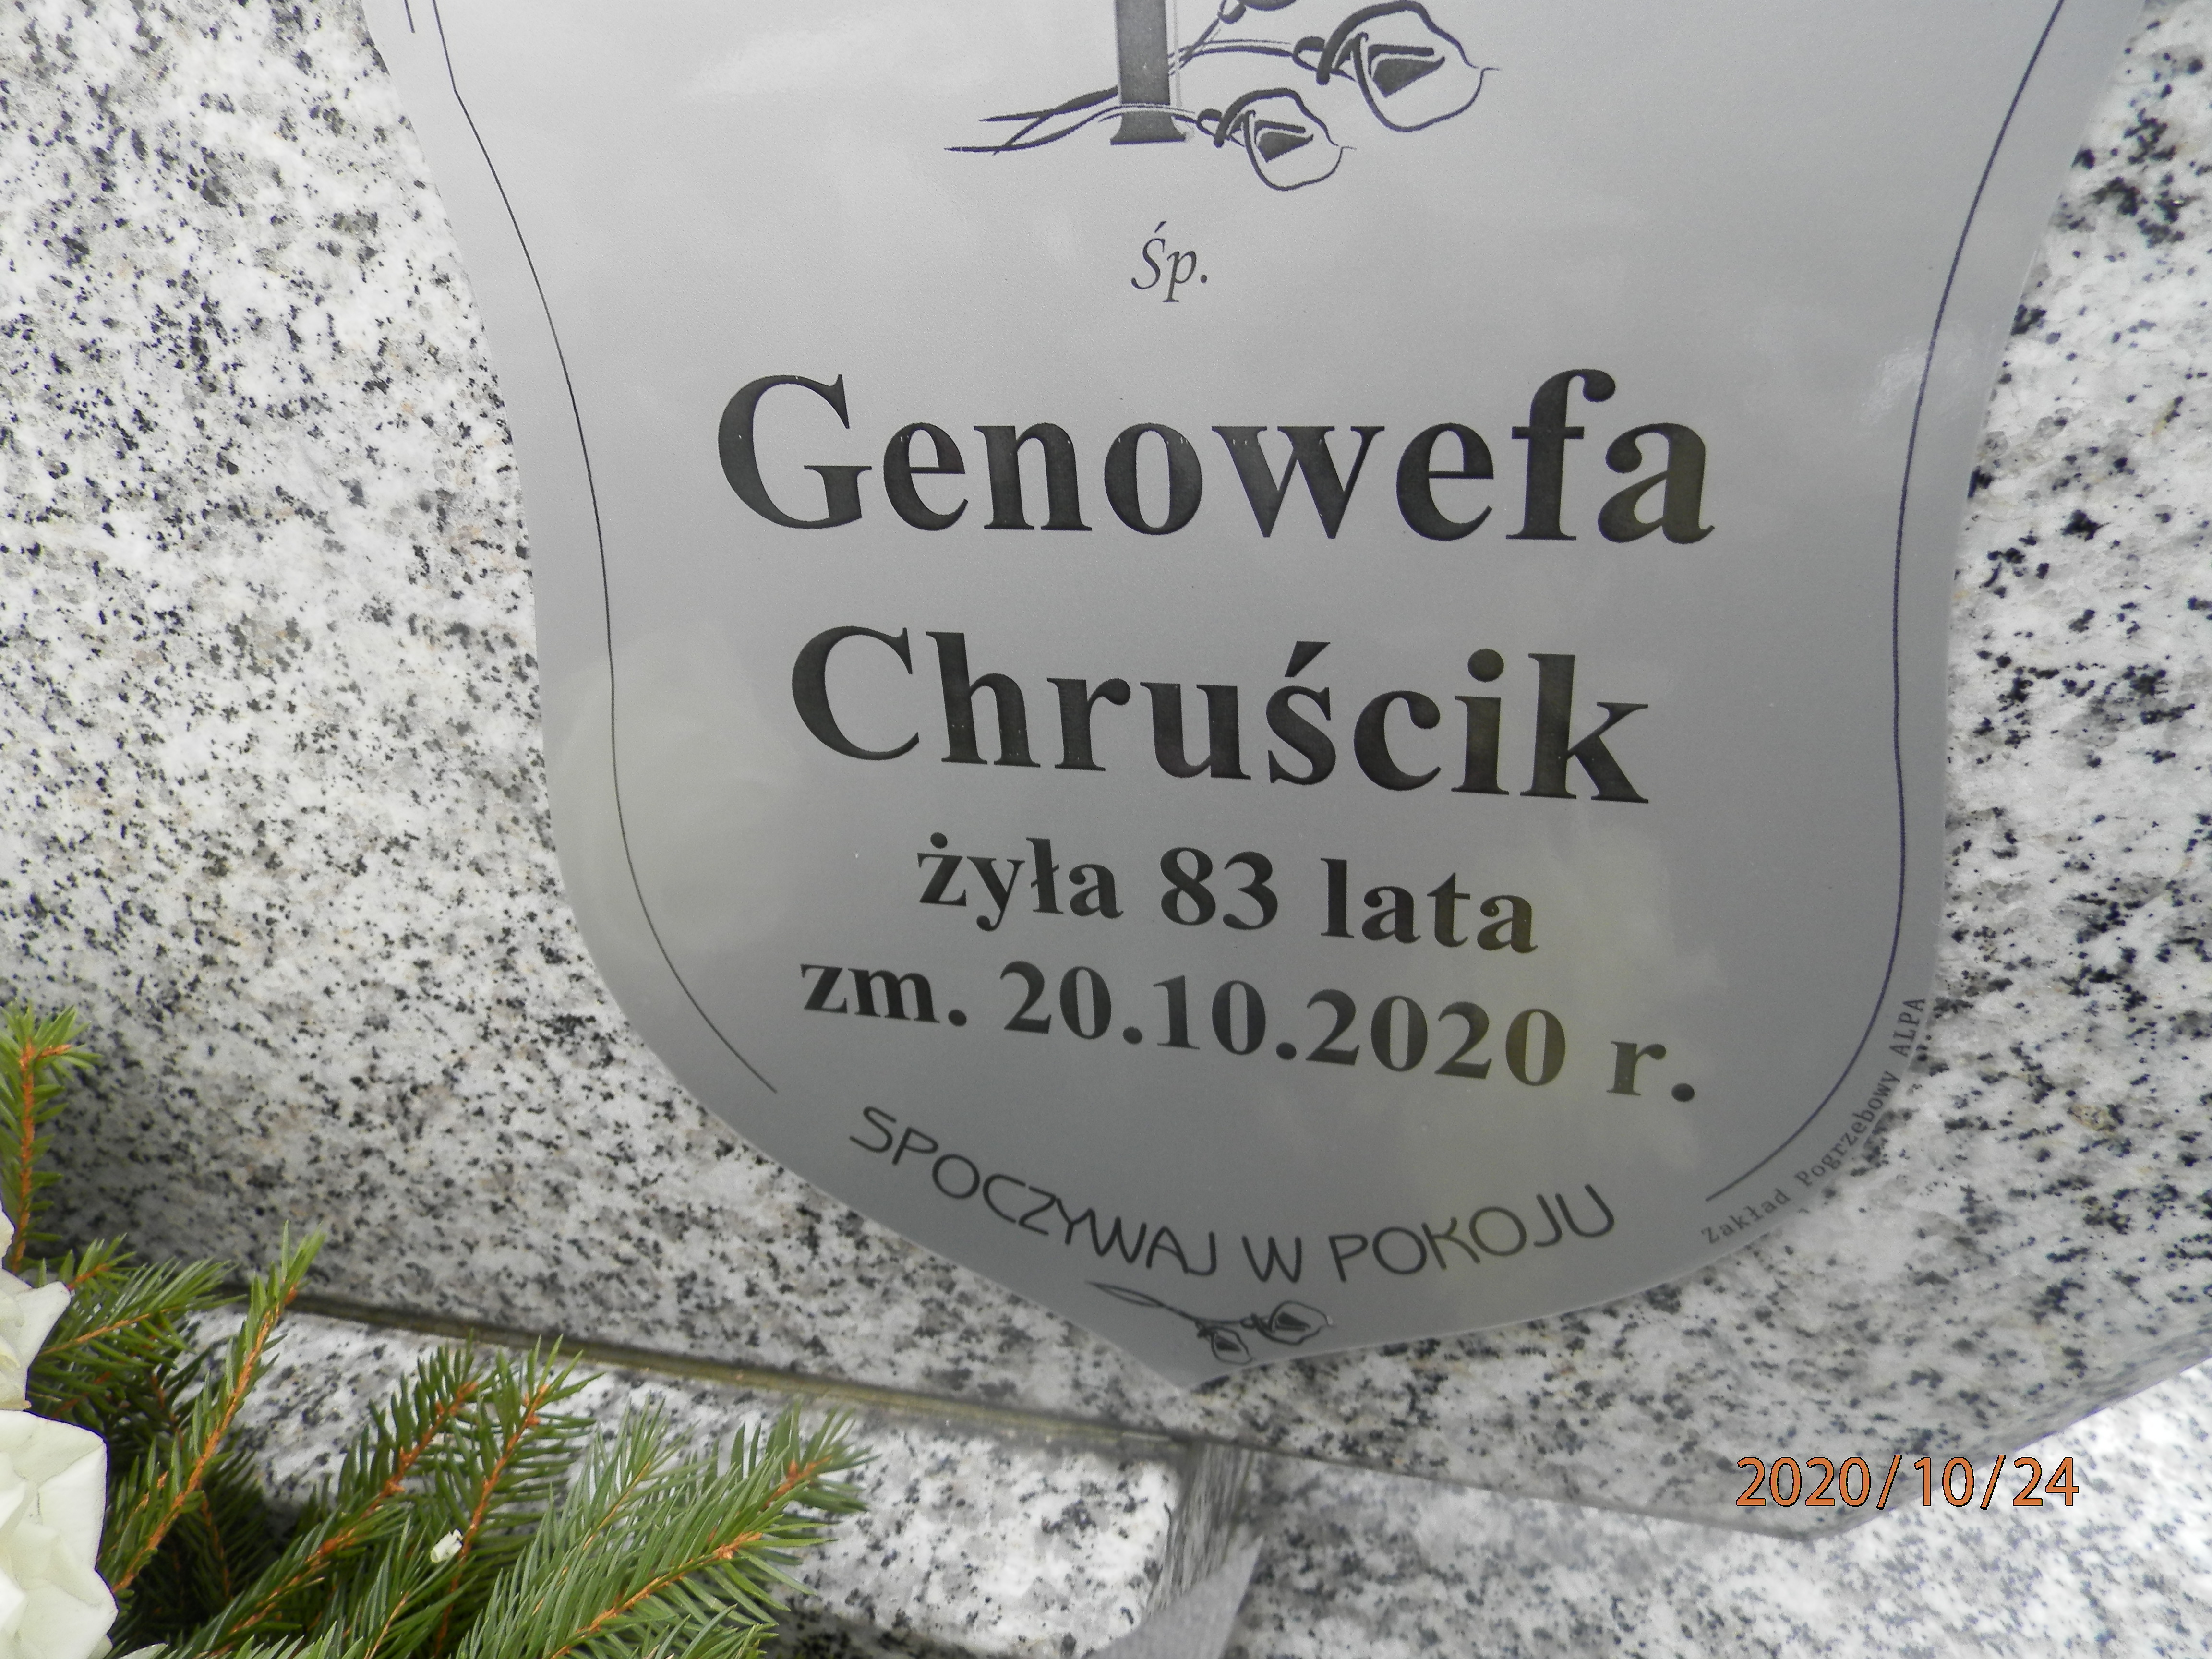 Śp.
Genowefa
Chruścik
żyła 83 lata
zm. 20.10.2020 r.
SPOCZYWAJ W POKOJU
Zakład Pogrzebowy ALPA
2020/10/24